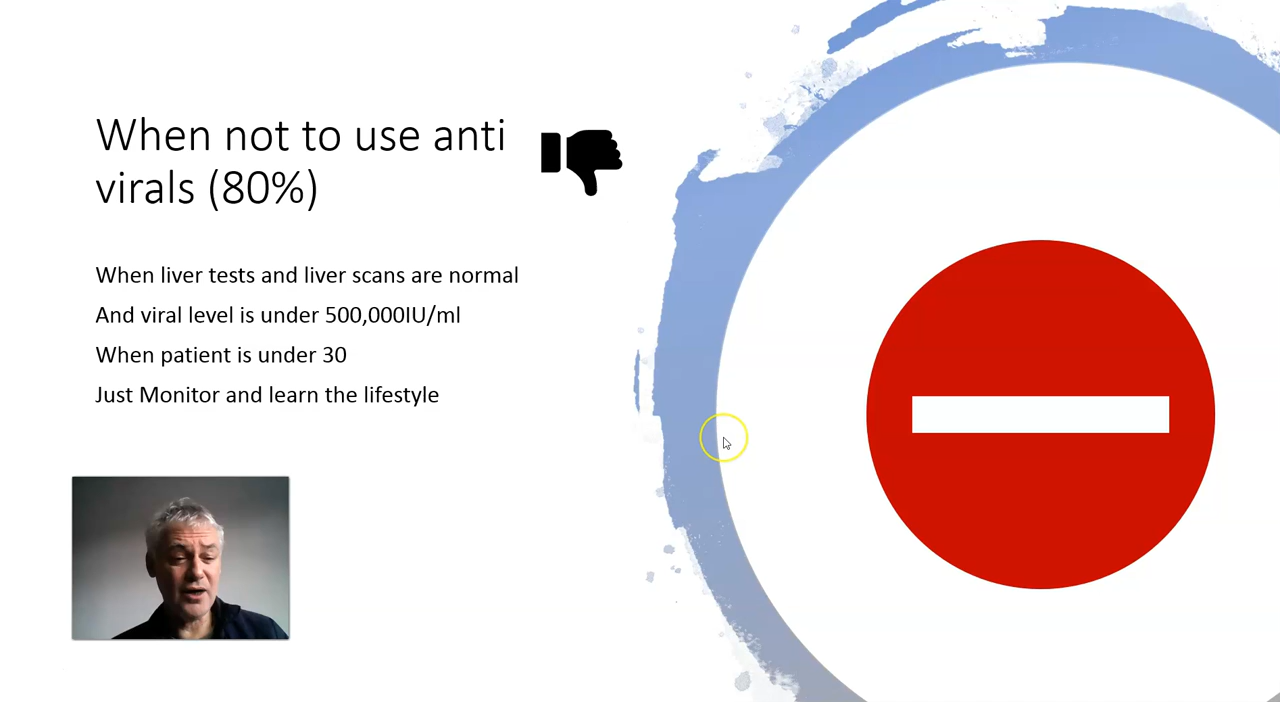 When not to use anti
virals (80%)
When liver tests and liver scans are normal
And viral level is under 500,000IU/ml
When patient is under 30
Just Monitor and learn the lifestyle